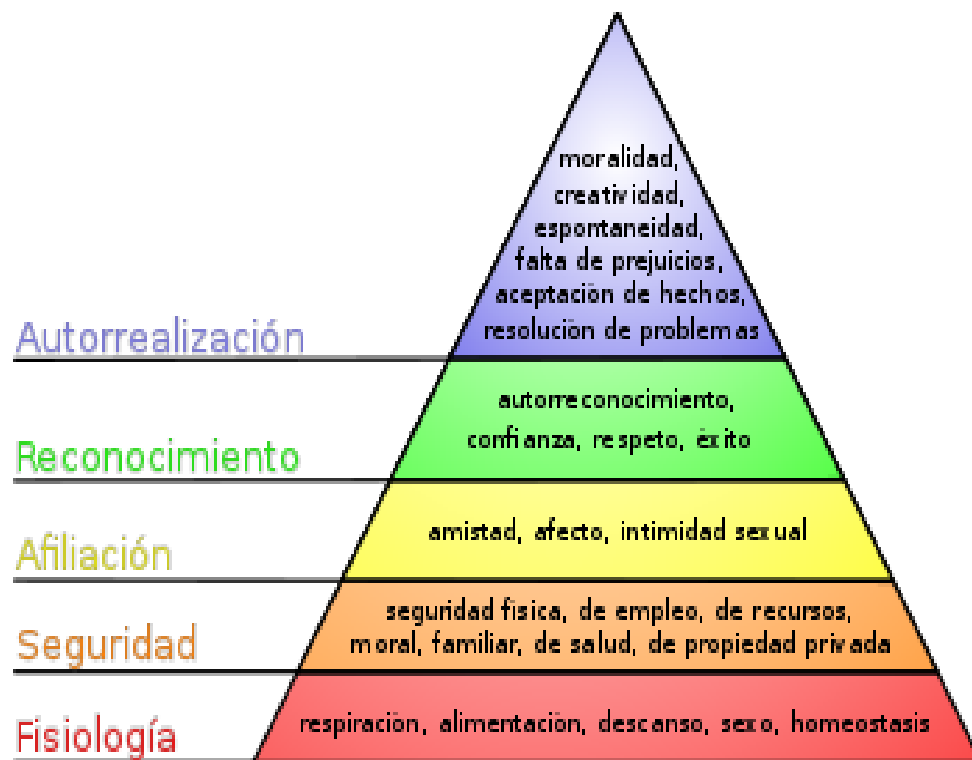 moralidad,
creatividad,
espontaneidad,
falta de prejuicios,
aceptación de hechos,
resolución de problemas
Autorrealización
autorreconocimiento,
confianza, respeto, éxito
Reconocimiento
amistad, afecto, intimidad sexual
Afiliación
seguridad física, de empleo, de recursos,
moral, familiar, de salud, de propiedad privada
Seguridad
respiración, alimentación, descanso, sexo, homeostasis
Fisiología